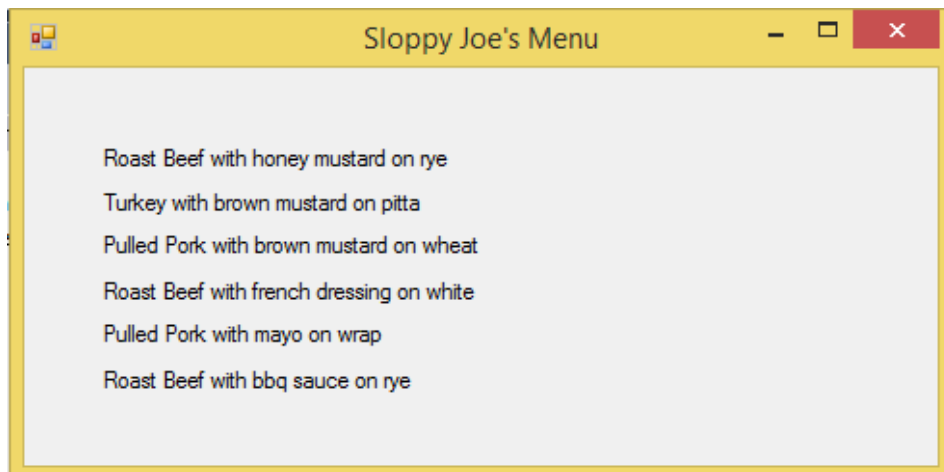 Sloppy Joe's Menu
Roast Beef with honey mustard on rye
Turkey with brown mustard on pitta
Pulled Pork with brown mustard on wheat
Roast Beef with french dressing on white
Pulled Pork with mayo on wrap
Roast Beef with bbq sauce on rye